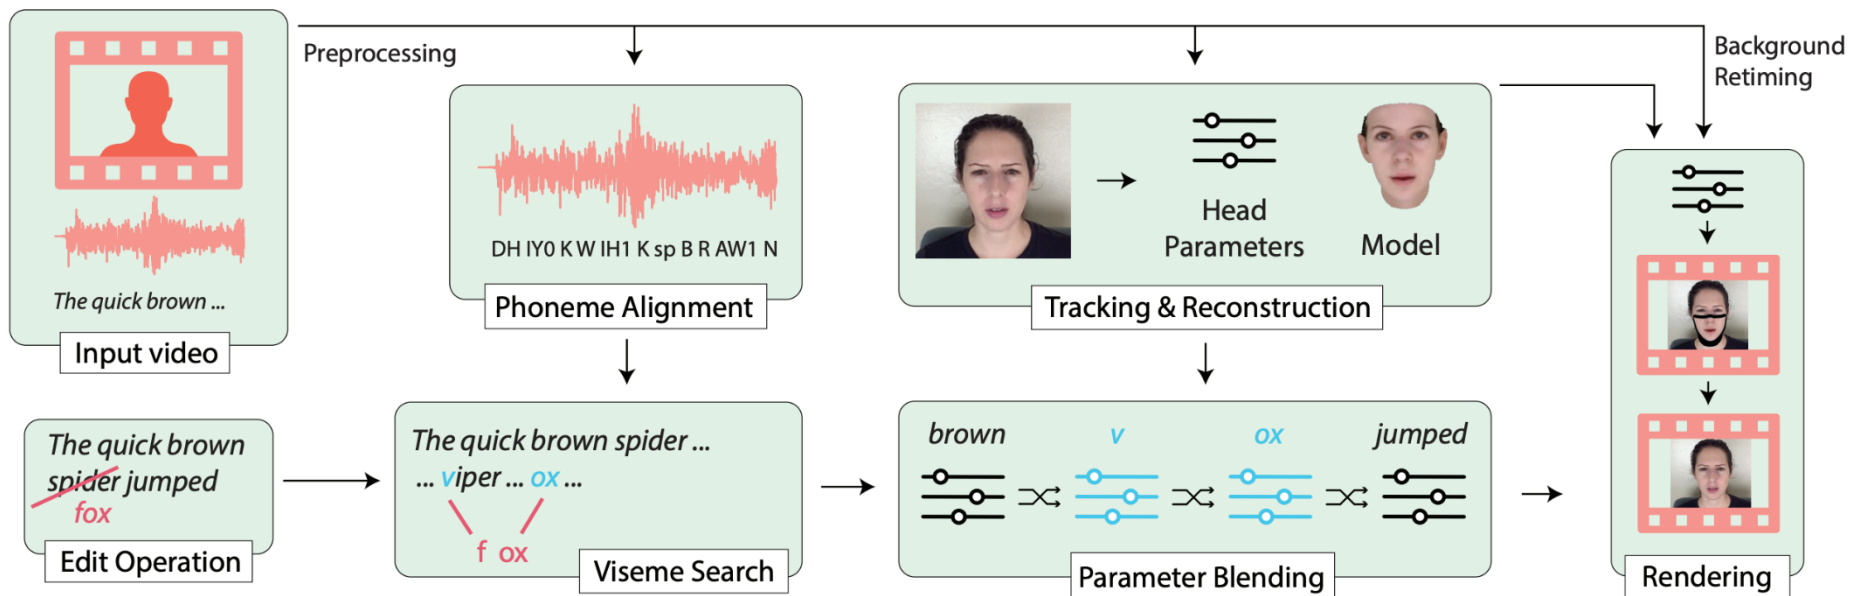 Preprocessing
Background
Retiming
The quick brown ...
Input video
DH IY0 K W IH1 K sp B R AW1 N
Phoneme Alignment
Head
Parameters
Model
Tracking & Reconstruction
The quick brown
spider jumped
fox
Edit Operation
The quick brown spider ...
... viper ... ox ...
f ox
Viseme Search
brown v ox jumped
Parameter Blending
Rendering